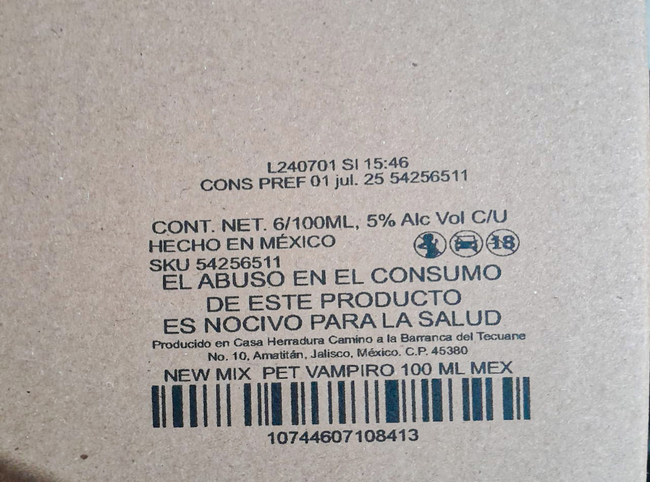 L240701 SI 15:46
CONS PREF 01 jul. 25 54256511
CONT. NET. 6/100ML, 5% Alc Vol C/U
HECHO EN MÉXICO
18
SKU 54256511
EL ABUSO EN EL CONSUMO
DE ESTE PRODUCTO
ES NOCIVO PARA LA SALUD
Producido en Casa Herradura Camino a la Barranca del Tecuane
No. 10, Amatitán, Jalisco, México. C.P. 45380
NEW MIX PET VAMPIRO 100 ML MEX
10744607108413